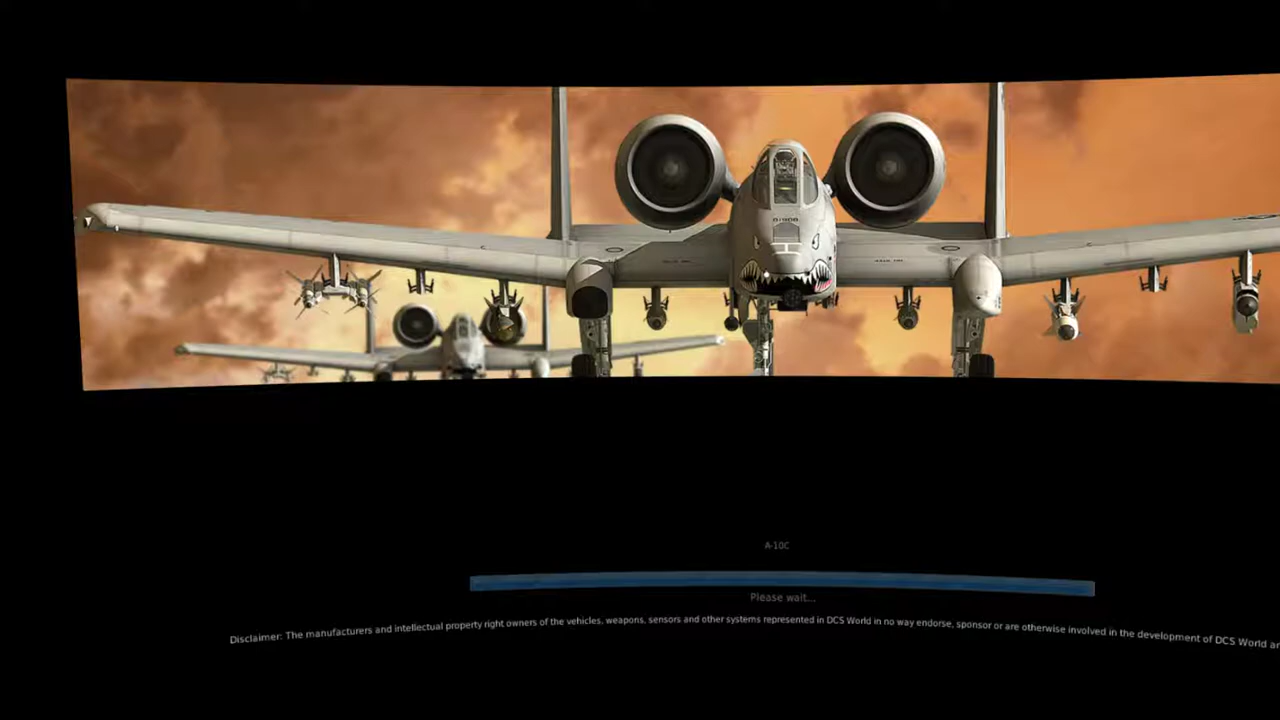 A-10C
Please wait...
Disclaimer: The manufacturers and intellectual property right owners of the vehicles, weapons, sensors and other systems represented in DCS World in no way endorse, sponsor or are otherwise involved in the development of DCS World